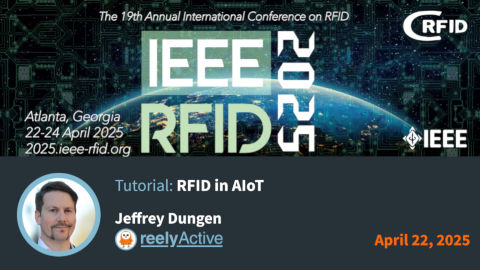 The 19th Annual International Conference on RFID
CRFID
IEEE
RFID
2025
Atlanta, Georgia
22-24 April 2025
2025.ieee-rfid.org
IEEE
Tutorial: RFID in AIoT
Jeffrey Dungen
reelyActive
April 22, 2025